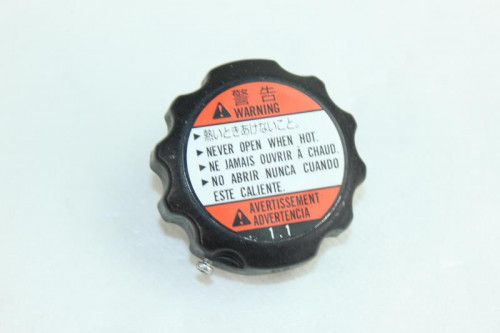 警告
⚠ WARNING
▶ 熱いときあけないこと。
▶ NEVER OPEN WHEN HOT.
▶ NE JAMAIS OUVRIR À CHAUD.
▶ NO ABRIR NUNCA CUANDO
ESTE CALIENTE.
⚠ AVERTISSEMENT
ADVERTENCIA
1.1